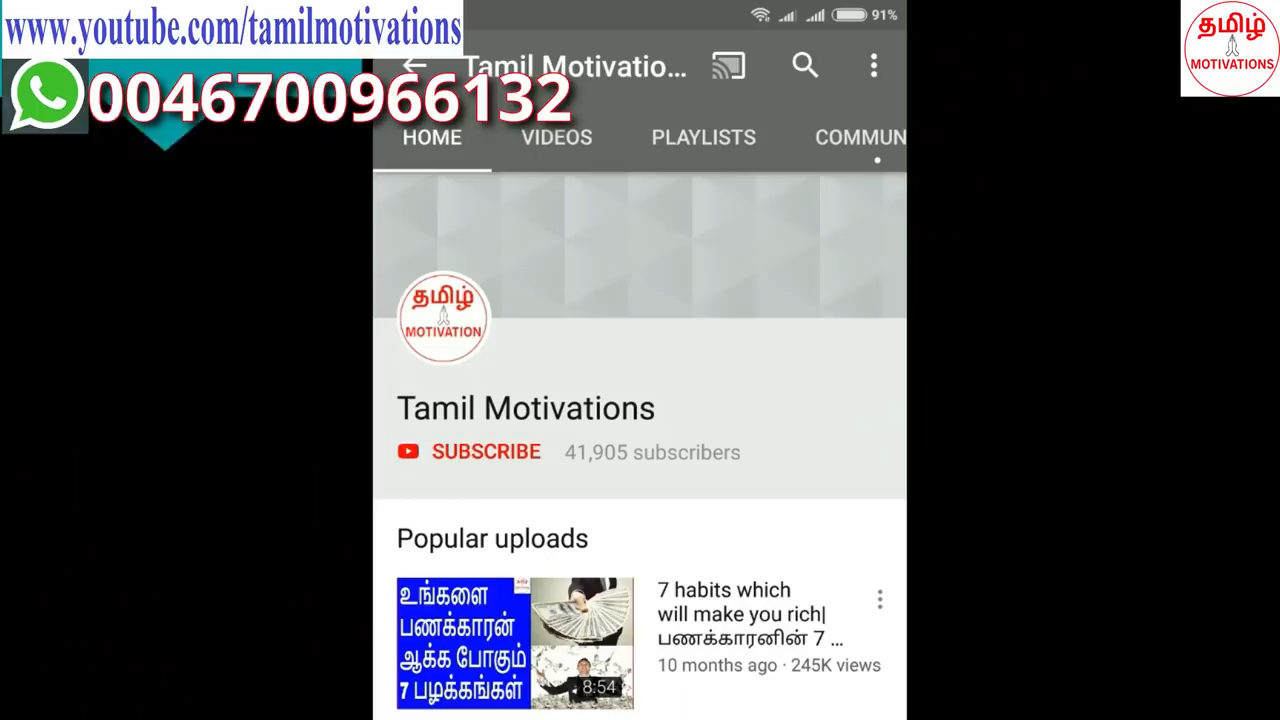 www.youtube.com/tamilmotivations
0046700966132
91%
Tamil Motivatio...
தமிழ்
MOTIVATIONS
HOME
VIDEOS
PLAYLISTS
COMMUN
தமிழ்
MOTIVATION
Tamil Motivations
SUBSCRIBE
41,905 subscribers
Popular uploads
உங்களை
பணக்காரன்
ஆக்க போகும்
7 பழக்கங்கள்
8:54
7 habits which
will make you rich|
பணக்காரனின் 7 ...
10 months ago · 245K views